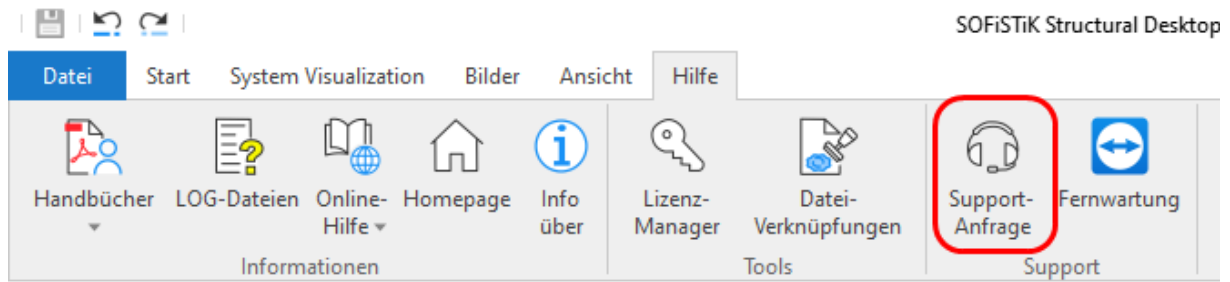 SOFiSTiK Structural Desktop
Datei Start System Visualization Bilder Ansicht Hilfe
Handbücher LOG-Dateien Online- Homepage Info Lizenz- Datei- Support- Fernwartung
Hilfe über Manager Verknüpfungen Anfrage
Informationen Tools Support